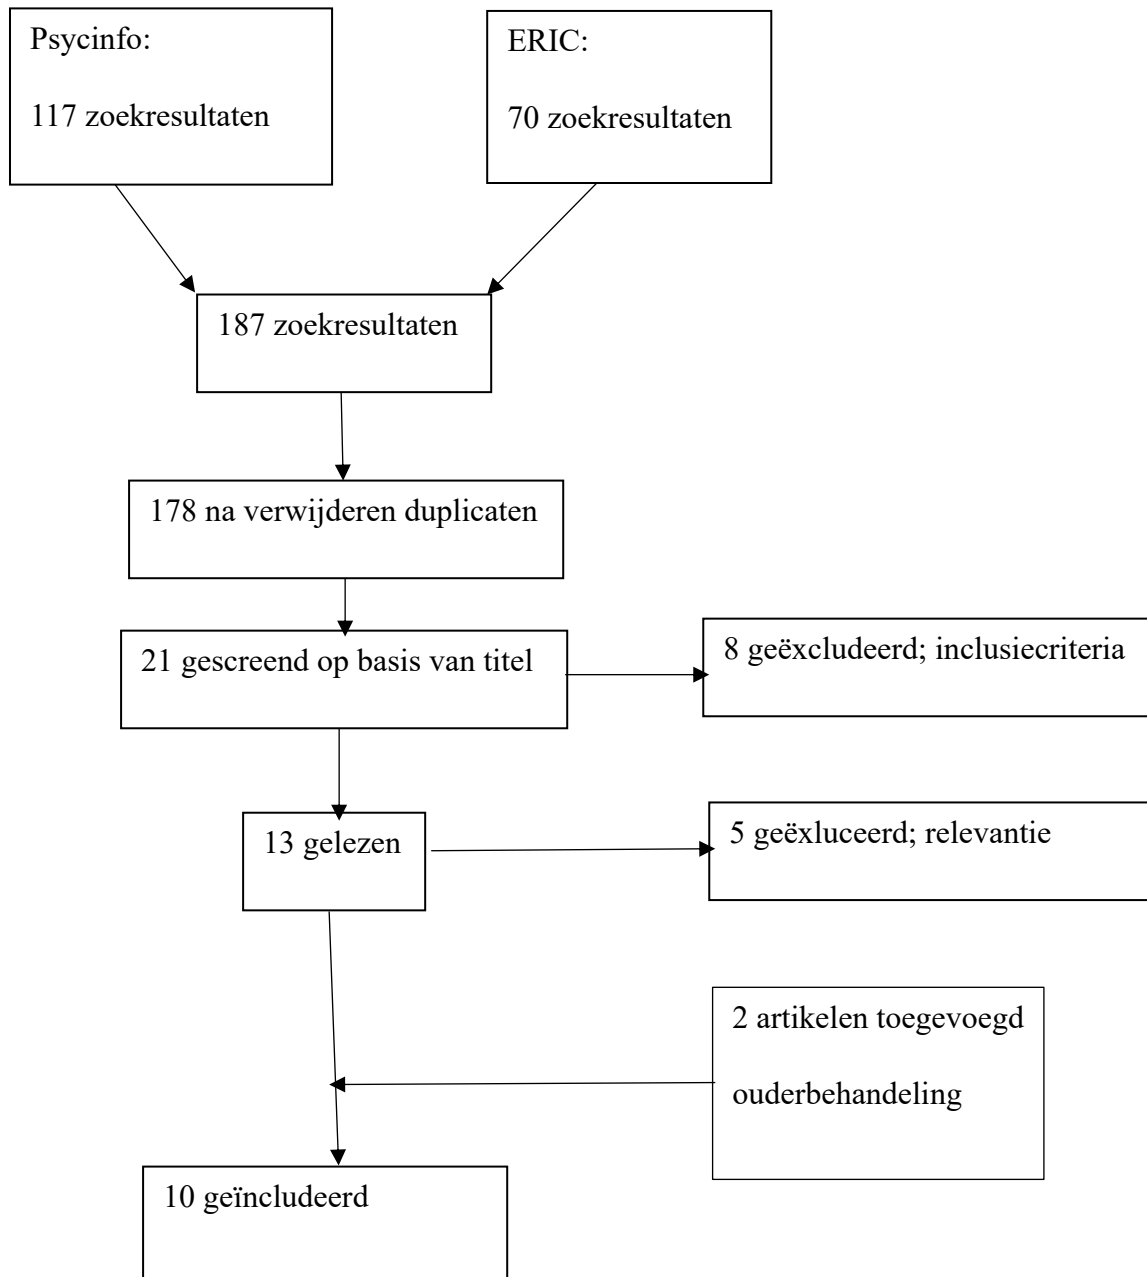 Psycinfo:
117 zoekresultaten
ERIC:
70 zoekresultaten
187 zoekresultaten
178 na verwijderen duplicaten
21 gescreend op basis van titel
8 geëxcludeerd; inclusiecriteria
13 gelezen
5 geëxluceerd; relevantie
2 artikelen toegevoegd
ouderbehandeling
10 geïncludeerd